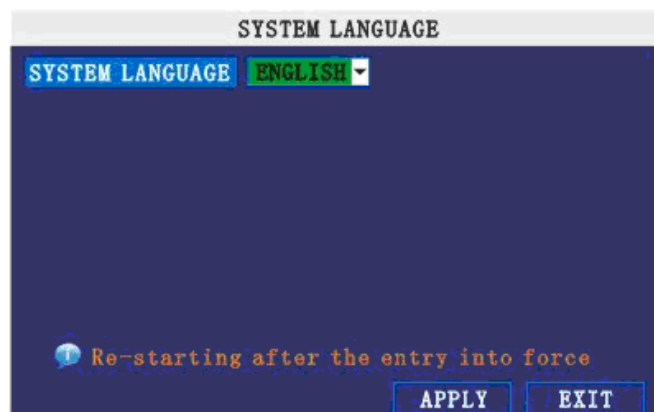 SYSTEM LANGUAGE
SYSTEM LANGUAGE ENGLISH
Re-starting after the entry into force
APPLY EXIT